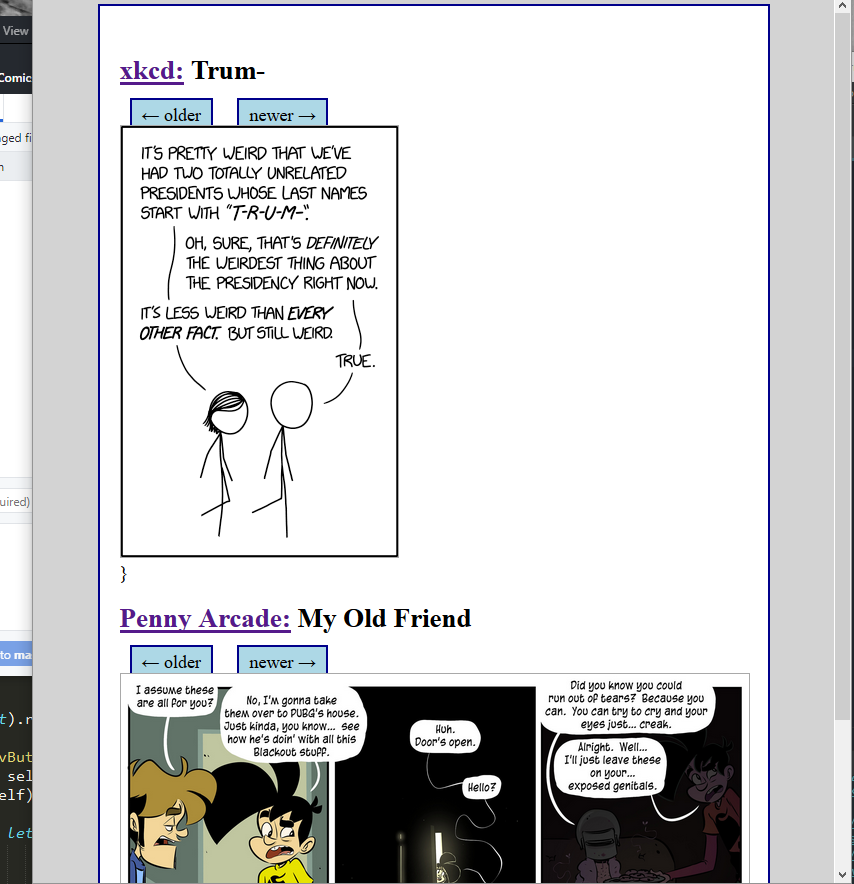 View
Comic
xkcd: Trum-
← older newer →
IT'S PRETTY WEIRD THAT WE'VE
HAD TWO TOTALLY UNRELATED
PRESIDENTS WHOSE LAST NAMES
START WITH "T-R-U-M-".
OH, SURE, THAT'S DEFINITELY
THE WEIRDEST THING ABOUT
THE PRESIDENCY RIGHT NOW.
IT'S LESS WEIRD THAN EVERY
OTHER FACT. BUT STILL WEIRD.
TRUE.
}
Penny Arcade: My Old Friend
← older newer →
I assume these
are all for you?
No, I'm gonna take
them over to PUBG's house.
Just kinda, you know... see
how he's doin' with all this
Blackout stuff.
Huh.
Door's open.
Hello?
Did you know you could
run out of tears? Because you
can. You can try to cry and your
eyes just... creak.
Alright. Well...
I'll just leave these
on your...
exposed genitals.
ged fi
uired)
to ma
t).r
vBut
sel
elf)
let